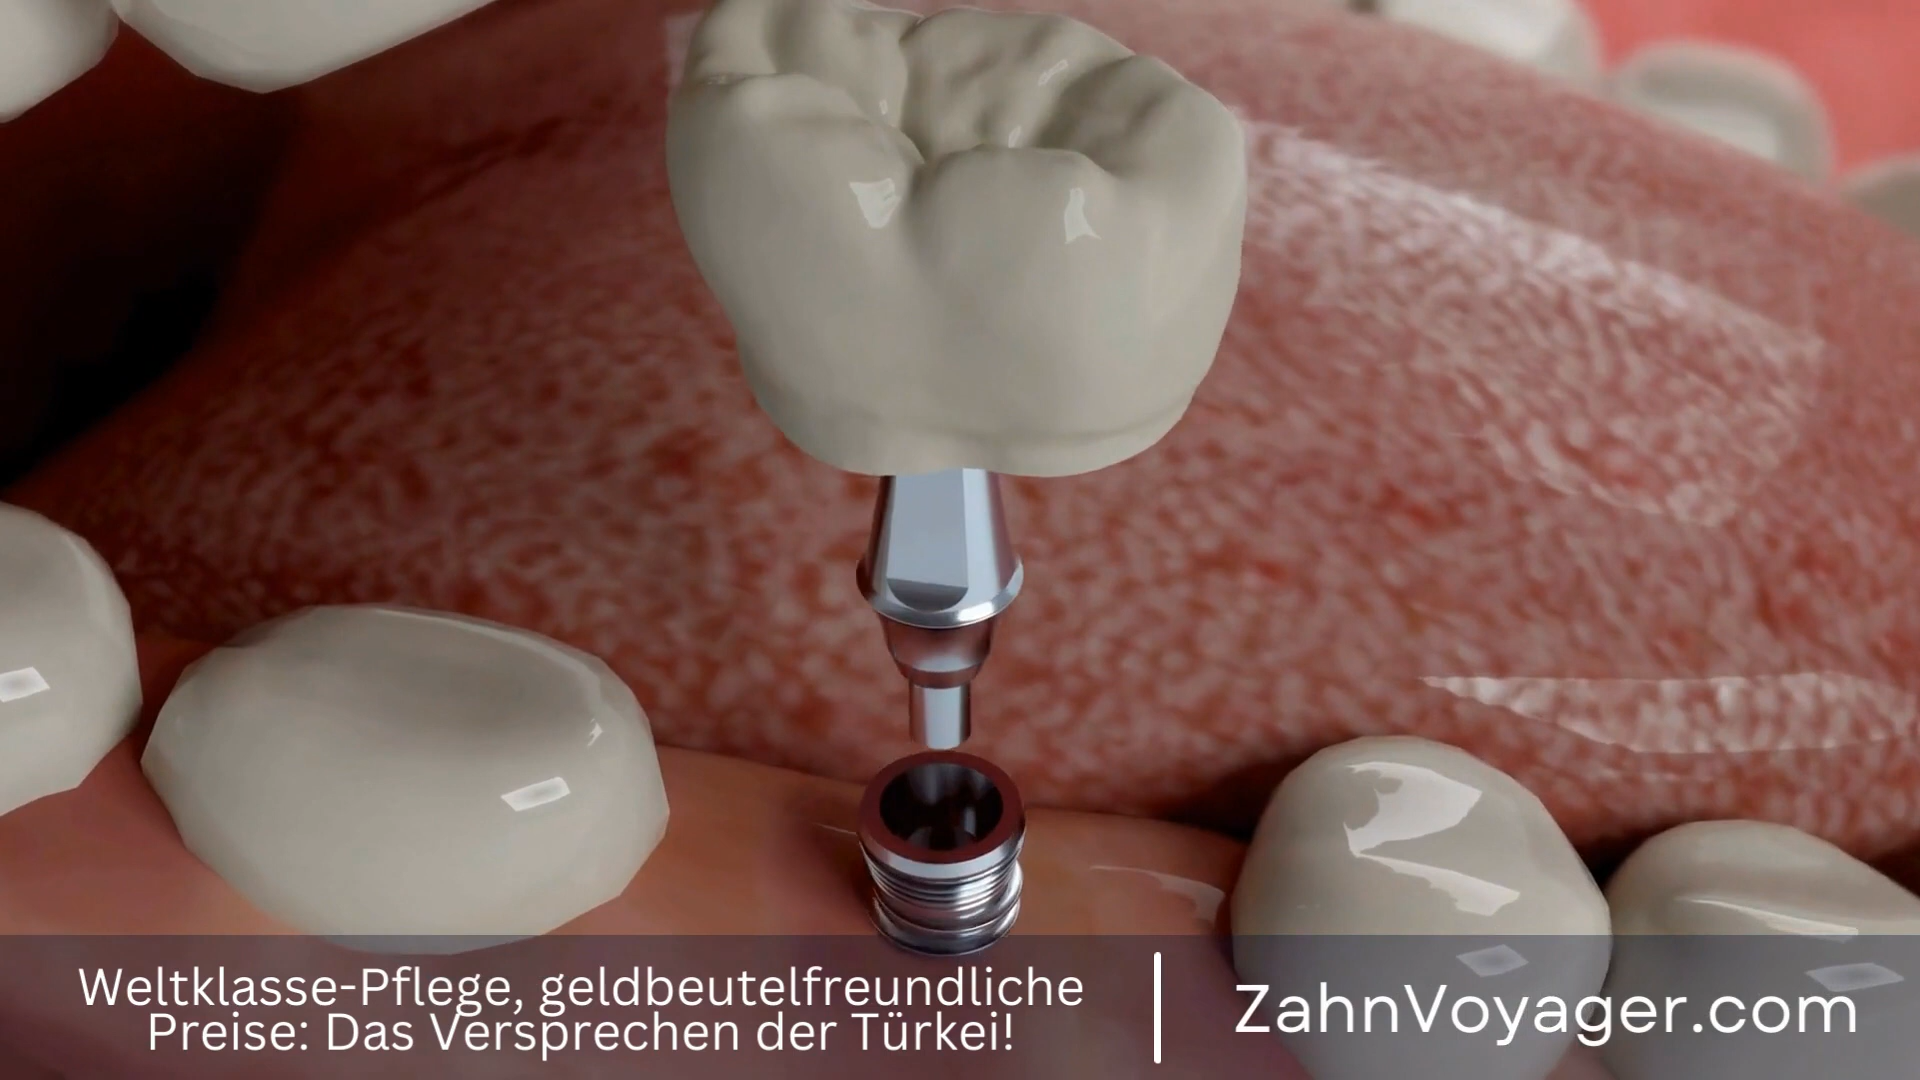 Weltklasse-Pflege, geldbeutelfreundliche
Preise: Das Versprechen der Türkei!
ZahnVoyager.com